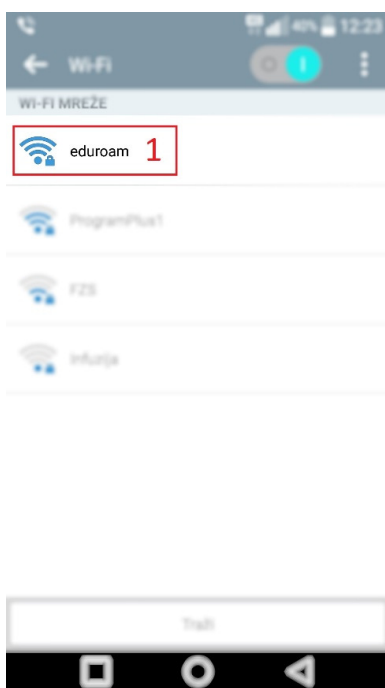 40% 12:23
Wi-Fi
WI-FI MREŽE
eduroam 1
ProgramPlus1
FZS
Infuzija
Traži